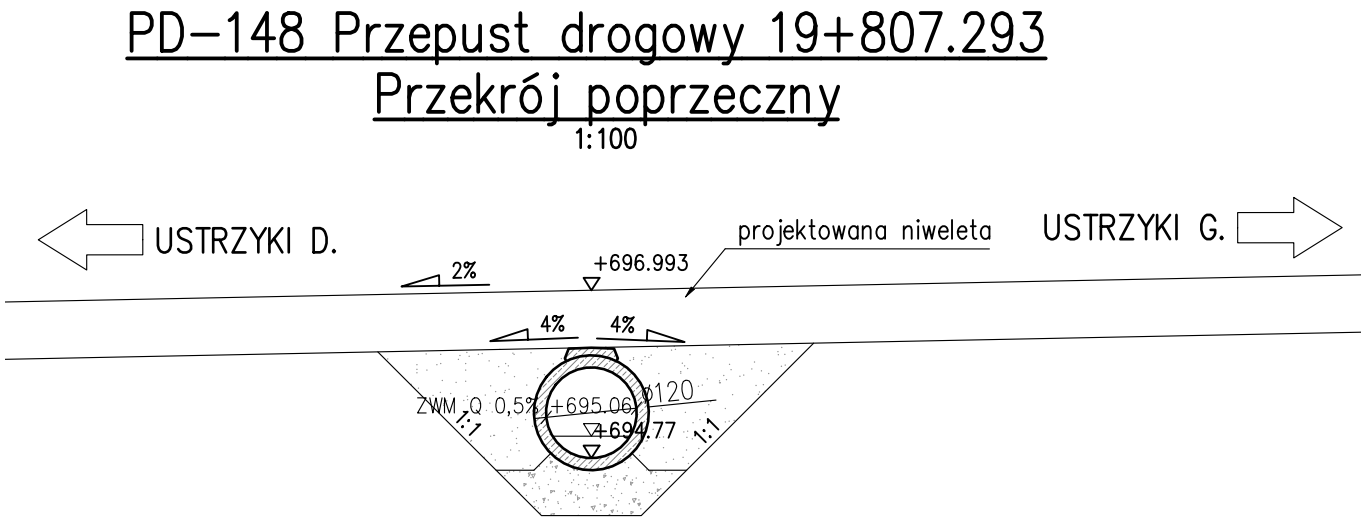 PD-148 Przepust drogowy 19+807.293
Przekrój poprzeczny
1:100
USTRZYKI D.
projektowana niweleta
USTRZYKI G.
2%
+696.993
4%
4%
ZWM Q 0,5% +695.06
ø120
1:1
+694.77
1:1